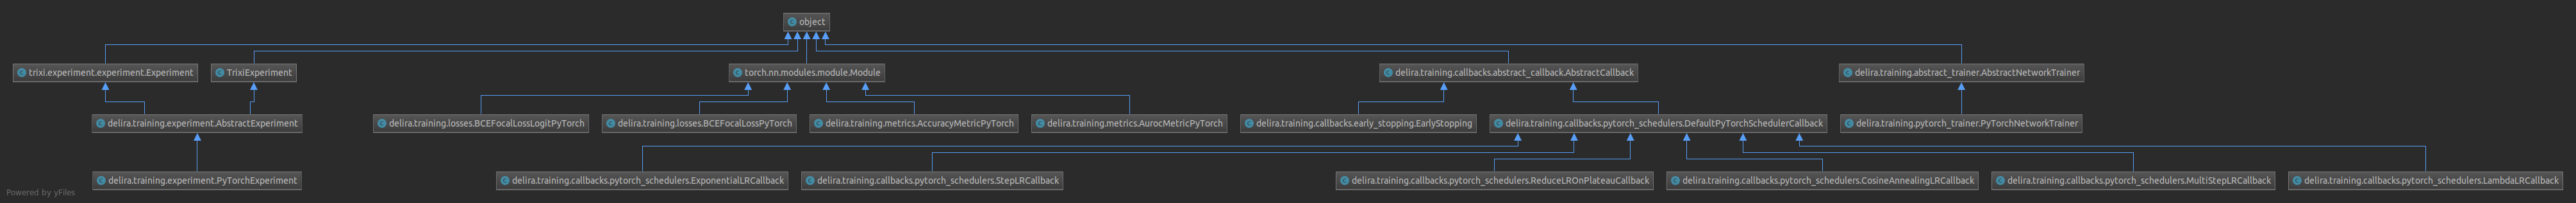 object
trixi.experiment.experiment.Experiment
TrixiExperiment
torch.nn.modules.module.Module
delira.training.callbacks.abstract_callback.AbstractCallback
delira.training.abstract_trainer.AbstractNetworkTrainer
delira.training.experiment.AbstractExperiment
delira.training.losses.BCEFocalLossLogitPyTorch
delira.training.losses.BCEFocalLossPyTorch
delira.training.metrics.AccuracyMetricPyTorch
delira.training.metrics.AurocMetricPyTorch
delira.training.callbacks.early_stopping.EarlyStopping
delira.training.callbacks.pytorch_schedulers.DefaultPyTorchSchedulerCallback
delira.training.pytorch_trainer.PyTorchNetworkTrainer
delira.training.experiment.PyTorchExperiment
delira.training.callbacks.pytorch_schedulers.ExponentialLRCallback
delira.training.callbacks.pytorch_schedulers.StepLRCallback
delira.training.callbacks.pytorch_schedulers.ReduceLROnPlateauCallback
delira.training.callbacks.pytorch_schedulers.CosineAnnealingLRCallback
delira.training.callbacks.pytorch_schedulers.MultiStepLRCallback
delira.training.callbacks.pytorch_schedulers.LambdaLRCallback
Powered by yFiles